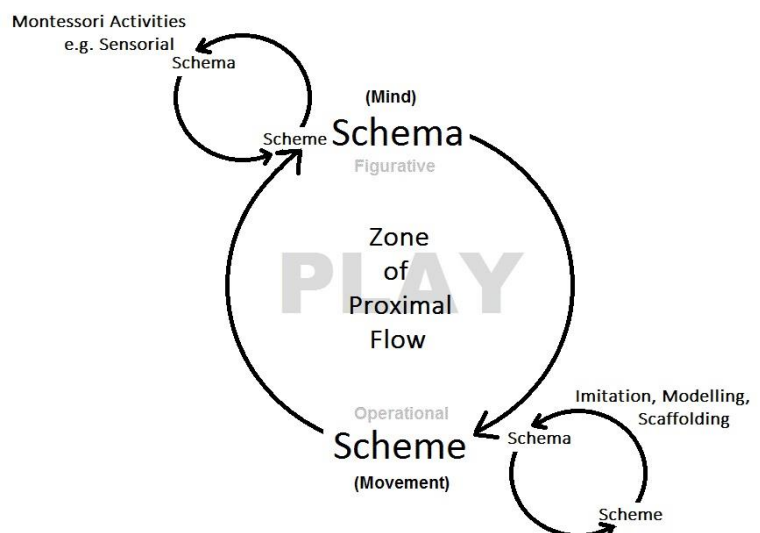 Montessori Activities
e.g. Sensorial
Schema
(Mind)
Scheme
Schema
Figurative
Zone
of
Proximal
Flow
PLAY
Operational
Scheme
(Movement)
Imitation, Modelling,
Scaffolding
Schema
Scheme